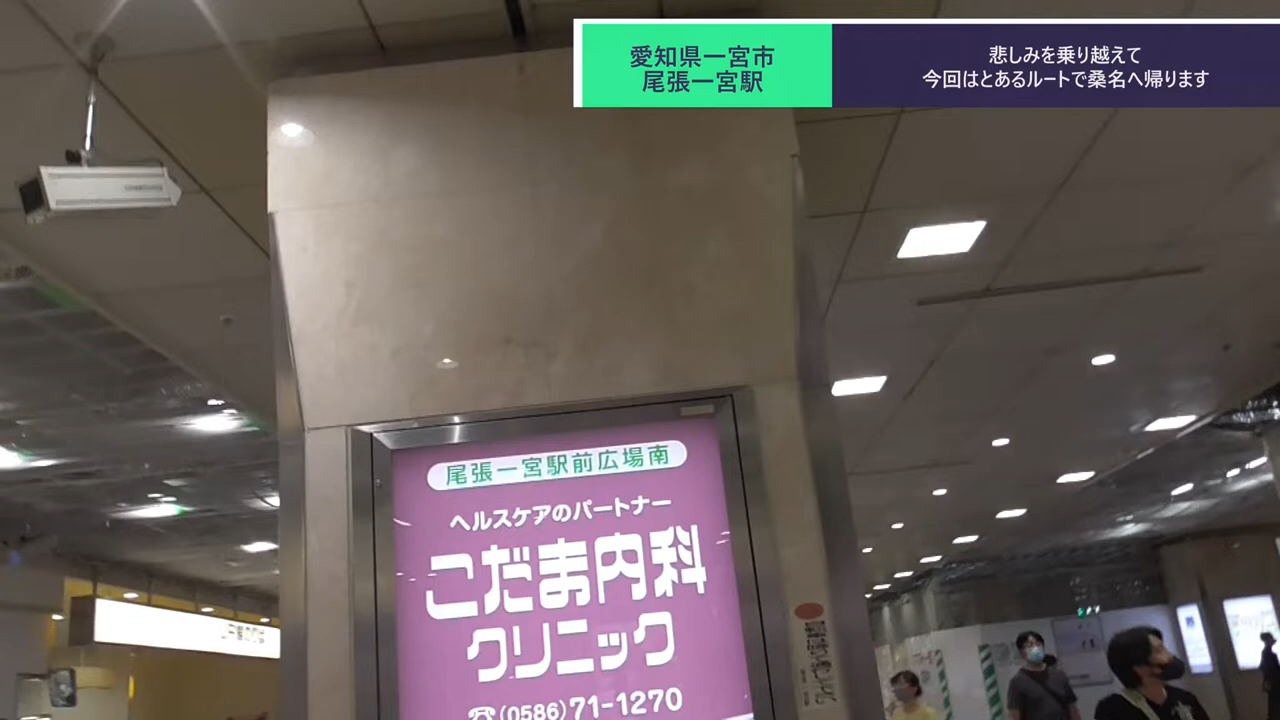 愛知県一宮市
尾張一宮駅
悲しみを乗り越えて
今回はとあるルートで桑名へ帰ります
尾張一宮駅前広場南
ヘルスケアのパートナー
こだま内科
クリニック
☎(0586)71-1270